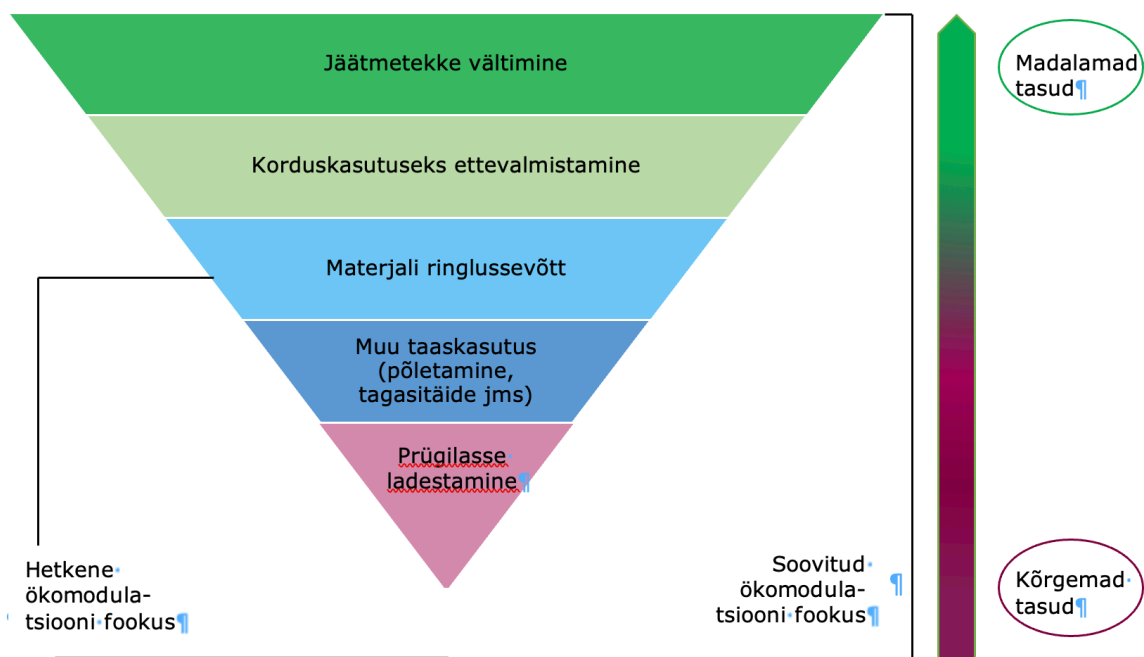 Jäätmetekke vältimine
Korduskasutuseks ettevalmistamine
Materjali ringlussevõtt
Muu taaskasutus
(põletamine,
tagasitäide jms)
Prügilasse
ladestamine¶
Hetkene
ökomodula-
tsiooni fookus¶
Soovitud
ökomodula-
tsiooni fookus¶
¶
Madalamad
tasud¶
Kõrgemad
tasud¶